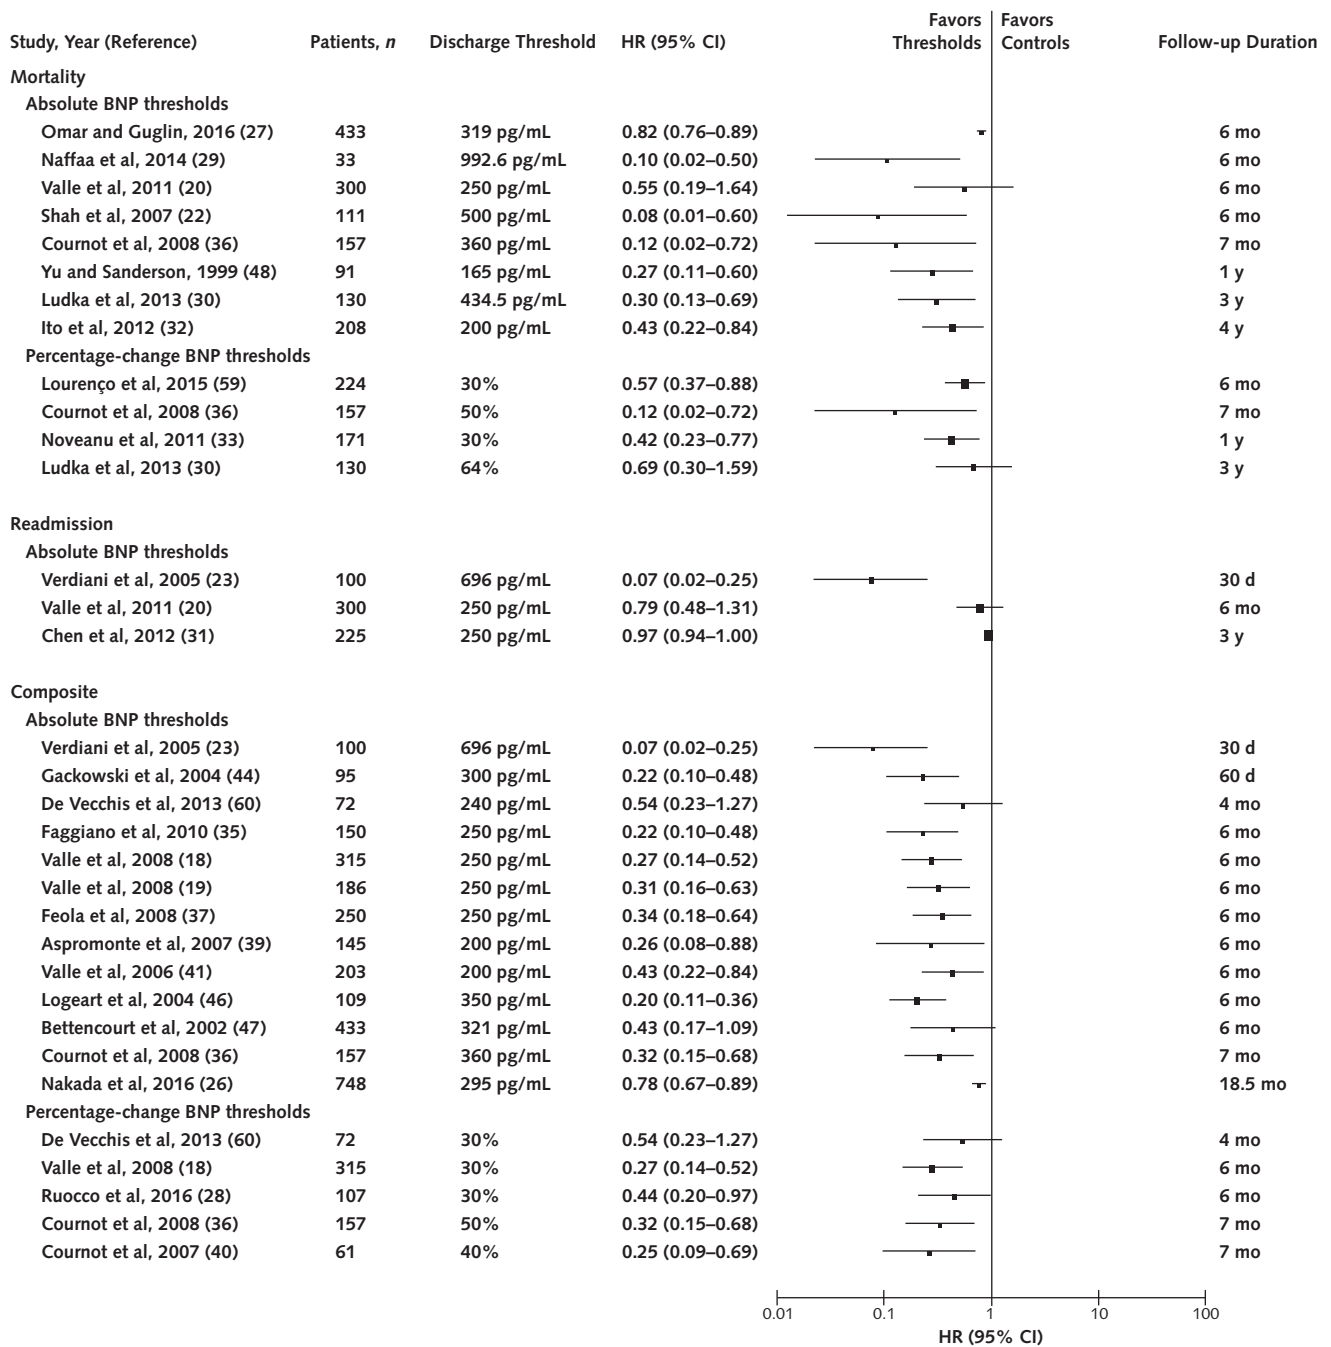 Favors Favors
Study, Year (Reference) Patients, n Discharge Threshold HR (95% CI) Thresholds Controls Follow-up Duration
Mortality
Absolute BNP thresholds
Omar and Guglin, 2016 (27) 433 319 pg/mL 0.82 (0.76–0.89) 6 mo
Naffaa et al, 2014 (29) 33 992.6 pg/mL 0.10 (0.02–0.50) 6 mo
Valle et al, 2011 (20) 300 250 pg/mL 0.55 (0.19–1.64) 6 mo
Shah et al, 2007 (22) 111 500 pg/mL 0.08 (0.01–0.60) 6 mo
Cournot et al, 2008 (36) 157 360 pg/mL 0.12 (0.02–0.72) 7 mo
Yu and Sanderson, 1999 (48) 91 165 pg/mL 0.27 (0.11–0.60) 1 y
Ludka et al, 2013 (30) 130 434.5 pg/mL 0.30 (0.13–0.69) 3 y
Ito et al, 2012 (32) 208 200 pg/mL 0.43 (0.22–0.84) 4 y
Percentage-change BNP thresholds
Lourenço et al, 2015 (59) 224 30% 0.57 (0.37–0.88) 6 mo
Cournot et al, 2008 (36) 157 50% 0.12 (0.02–0.72) 7 mo
Noveanu et al, 2011 (33) 171 30% 0.42 (0.23–0.77) 1 y
Ludka et al, 2013 (30) 130 64% 0.69 (0.30–1.59) 3 y
Readmission
Absolute BNP thresholds
Verdiani et al, 2005 (23) 100 696 pg/mL 0.07 (0.02–0.25) 30 d
Valle et al, 2011 (20) 300 250 pg/mL 0.79 (0.48–1.31) 6 mo
Chen et al, 2012 (31) 225 250 pg/mL 0.97 (0.94–1.00) 3 y
Composite
Absolute BNP thresholds
Verdiani et al, 2005 (23) 100 696 pg/mL 0.07 (0.02–0.25) 30 d
Gackowski et al, 2004 (44) 95 300 pg/mL 0.22 (0.10–0.48) 60 d
De Vecchis et al, 2013 (60) 72 240 pg/mL 0.54 (0.23–1.27) 4 mo
Faggiano et al, 2010 (35) 150 250 pg/mL 0.22 (0.10–0.48) 6 mo
Valle et al, 2008 (18) 315 250 pg/mL 0.27 (0.14–0.52) 6 mo
Valle et al, 2008 (19) 186 250 pg/mL 0.31 (0.16–0.63) 6 mo
Feola et al, 2008 (37) 250 250 pg/mL 0.34 (0.18–0.64) 6 mo
Aspromonte et al, 2007 (39) 145 200 pg/mL 0.26 (0.08–0.88) 6 mo
Valle et al, 2006 (41) 203 200 pg/mL 0.43 (0.22–0.84) 6 mo
Logeart et al, 2004 (46) 109 350 pg/mL 0.20 (0.11–0.36) 6 mo
Bettencourt et al, 2002 (47) 433 321 pg/mL 0.43 (0.17–1.09) 6 mo
Cournot et al, 2008 (36) 157 360 pg/mL 0.32 (0.15–0.68) 7 mo
Nakada et al, 2016 (26) 748 295 pg/mL 0.78 (0.67–0.89) 18.5 mo
Percentage-change BNP thresholds
De Vecchis et al, 2013 (60) 72 30% 0.54 (0.23–1.27) 4 mo
Valle et al, 2008 (18) 315 30% 0.27 (0.14–0.52) 6 mo
Ruocco et al, 2016 (28) 107 30% 0.44 (0.20–0.97) 6 mo
Cournot et al, 2008 (36) 157 50% 0.32 (0.15–0.68) 7 mo
Cournot et al, 2007 (40) 61 40% 0.25 (0.09–0.69) 7 mo
0.01 0.1 1 10 100
HR (95% CI)